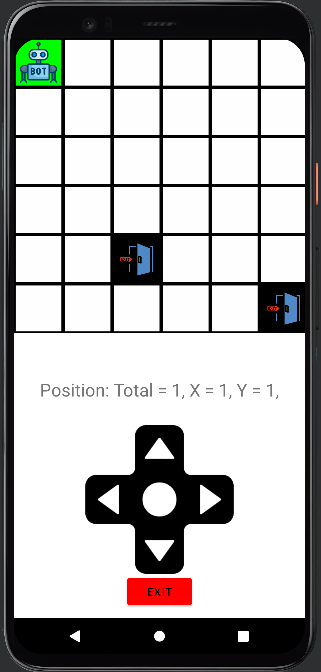 BOT
Position: Total = 1, X = 1, Y = 1,
EXIT